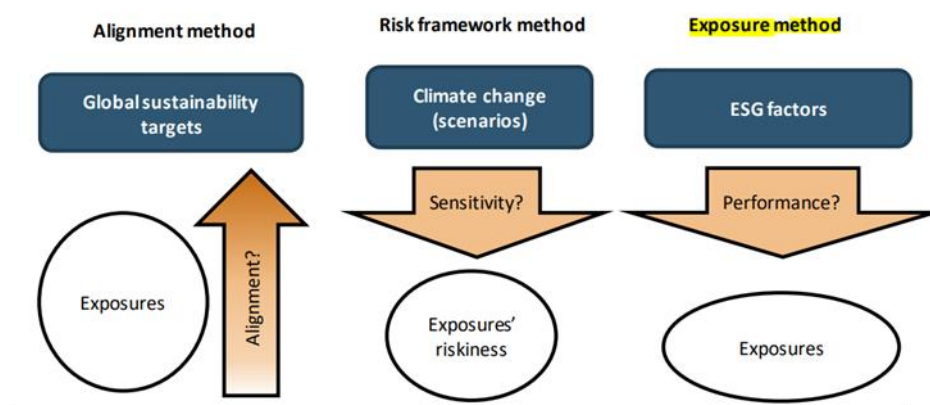 Alignment method
Risk framework method
Exposure method
Global sustainability
targets
Climate change
(scenarios)
ESG factors
Alignment?
Sensitivity?
Performance?
Exposures
Exposures’
riskiness
Exposures